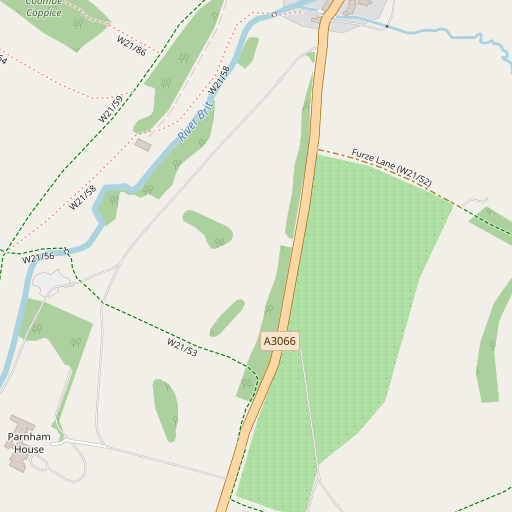 Coombe
Coppice
W21/86
64
W21/59
W21/58
River Brit
Furze Lane (W21/52)
W21/58
W21/56
A3066
W21/53
Parnham
House